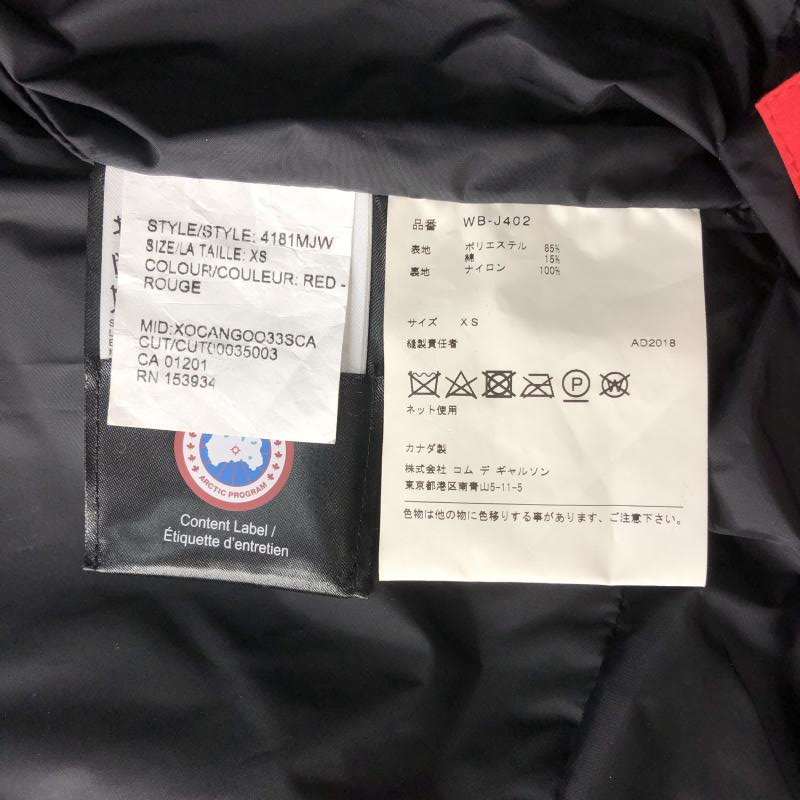 STYLE/STYLE: 4181MJW
SIZE/LA TAILLE: XS
COLOUR/COULEUR: RED -
ROUGE
MID:XOCANGOO33SCA
CUT/CUT00035003
CA 01201
RN 153934
ARCTIC PROGRAM
Content Label /
Étiquette d'entretien
品番 WB-J402
表地 ポリエステル 85%
綿 15%
裏地 ナイロン 100%
サイズ XS
縫製責任者 AD2018
P W
ネット使用
カナダ製
株式会社 コム デ ギャルソン
東京都港区南青山5-11-5
色物は他の物に色移りする事があります、ご注意下さい。